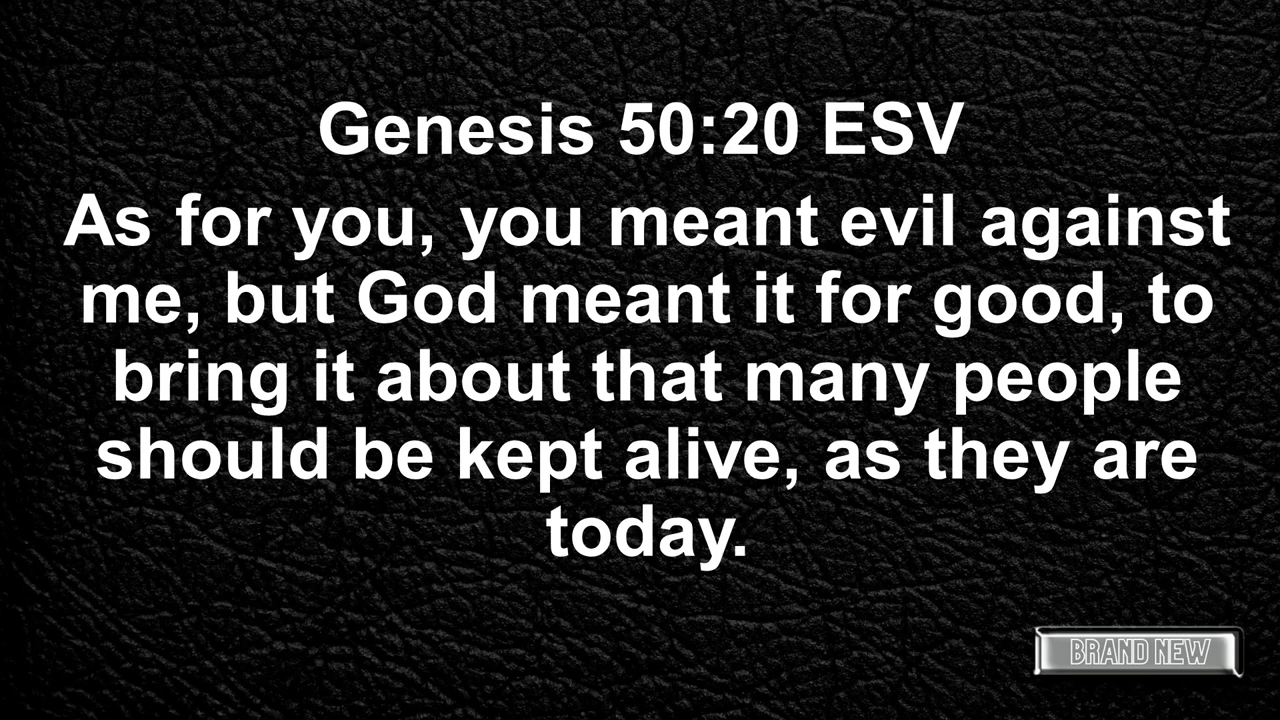 Genesis 50:20 ESV
As for you, you meant evil against
me, but God meant it for good, to
bring it about that many people
should be kept alive, as they are
today.
BRAND NEW